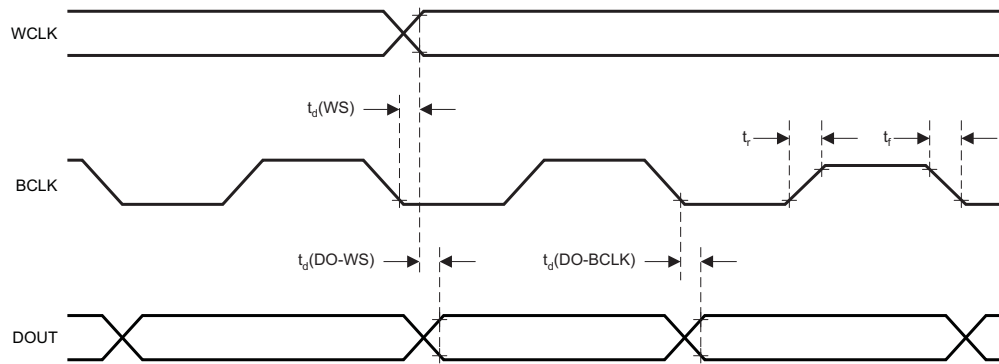 WCLK
t_d(WS)
t_r
t_f
BCLK
t_d(DO-WS)
t_d(DO-BCLK)
DOUT